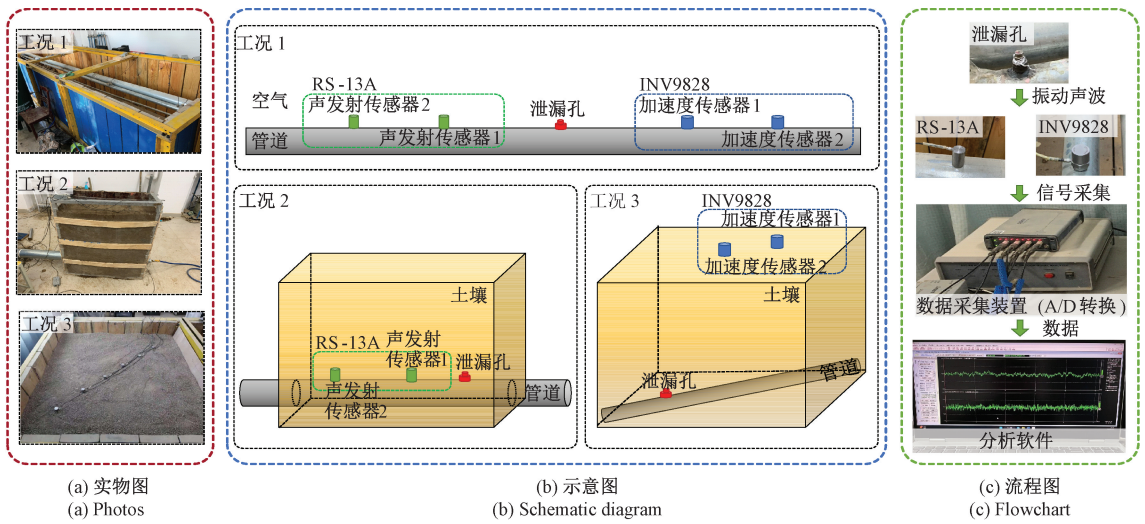 工况 1
工况 2
工况 3
(a) 实物图
(a) Photos
工况 1
RS-13A
声发射传感器2
空气
管道
声发射传感器1
泄漏孔
INV9828
加速度传感器1
加速度传感器2
工况 2
土壤
RS-13A
声发射
传感器1
泄漏孔
声发射
传感器2
管道
工况 3
INV9828
加速度传感器1
加速度传感器2
土壤
管道
泄漏孔
(b) 示意图
(b) Schematic diagram
泄漏孔
振动声波
RS-13A
INV9828
信号采集
数据采集装置 (A/D 转换)
数据
分析软件
(c) 流程图
(c) Flowchart